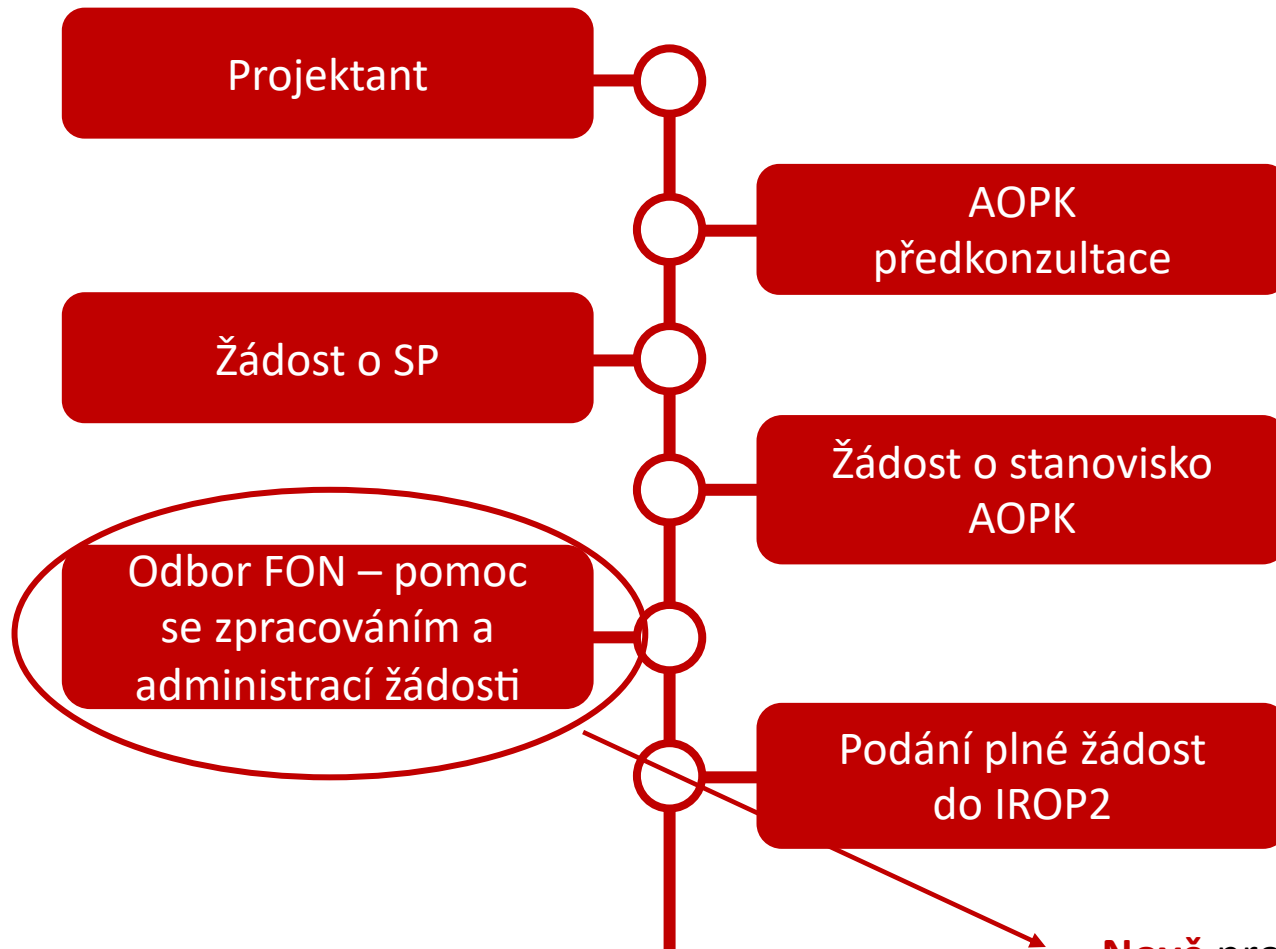 Projektant
AOPK
předkonzultace
Žádost o SP
Žádost o stanovisko
AOPK
Odbor FON – pomoc
se zpracováním a
administrací žádosti
Podání plné žádost
do IROP2
Nově